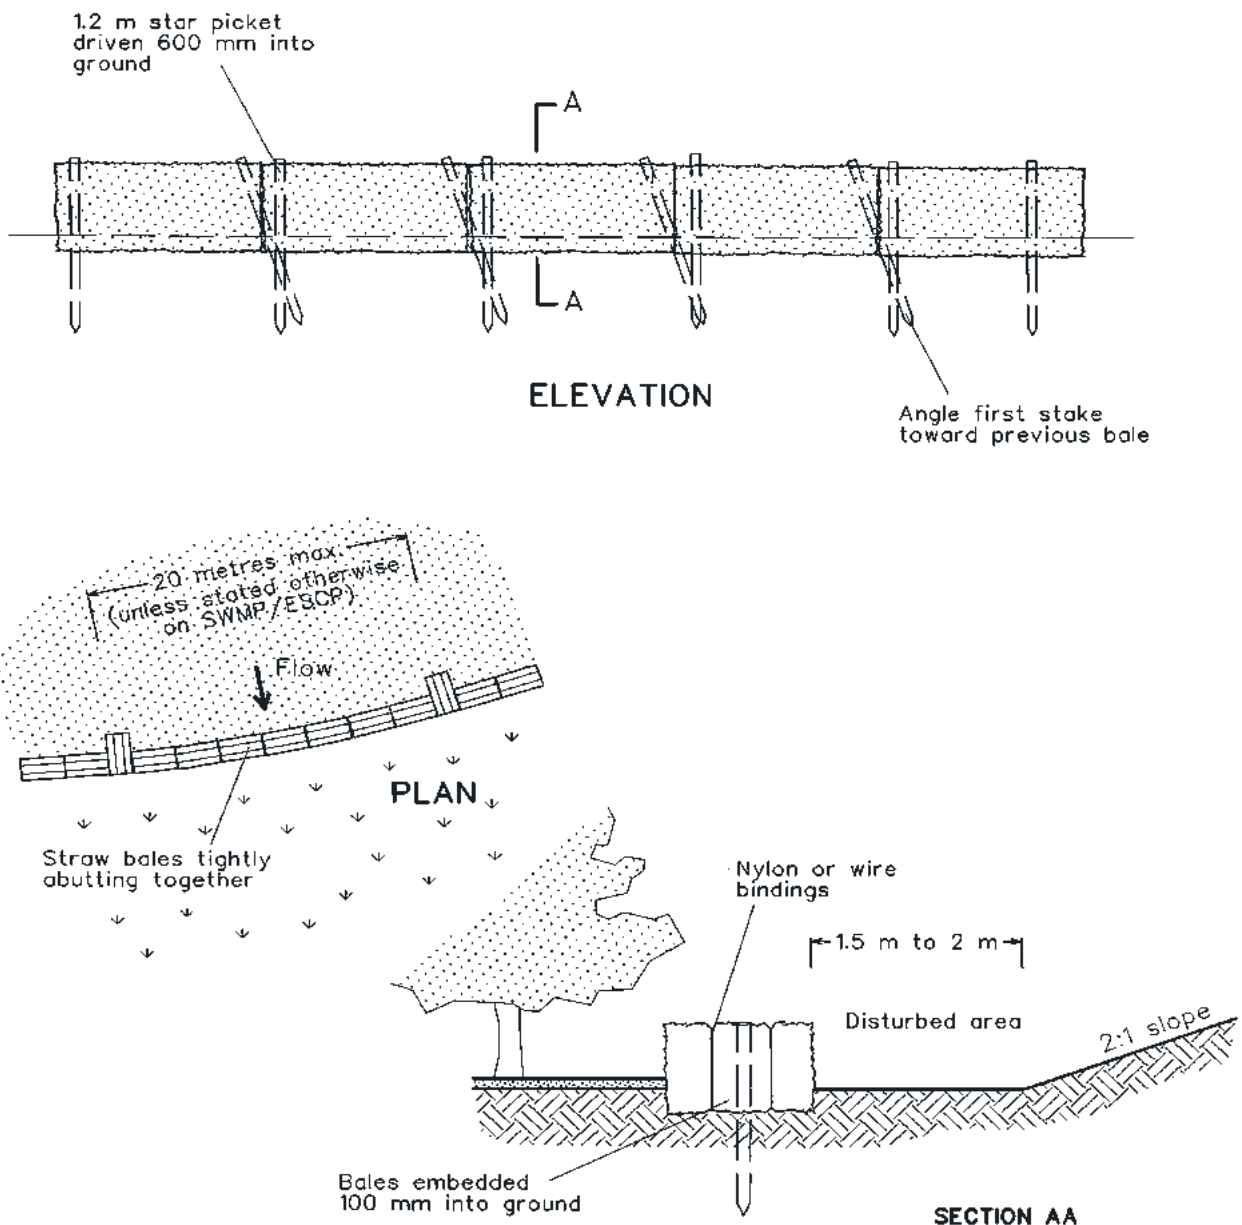 1.2 m star picket
driven 600 mm into
ground
A
A
ELEVATION
Angle first stake
toward previous bale
20 metres max.
(unless stated otherwise
on SWMP/ESCP)
Flow
PLAN
Straw bales tightly
abutting together
Nylon or wire
bindings
1.5 m to 2 m
Disturbed area
2:1 slope
Bales embedded
100 mm into ground
SECTION AA